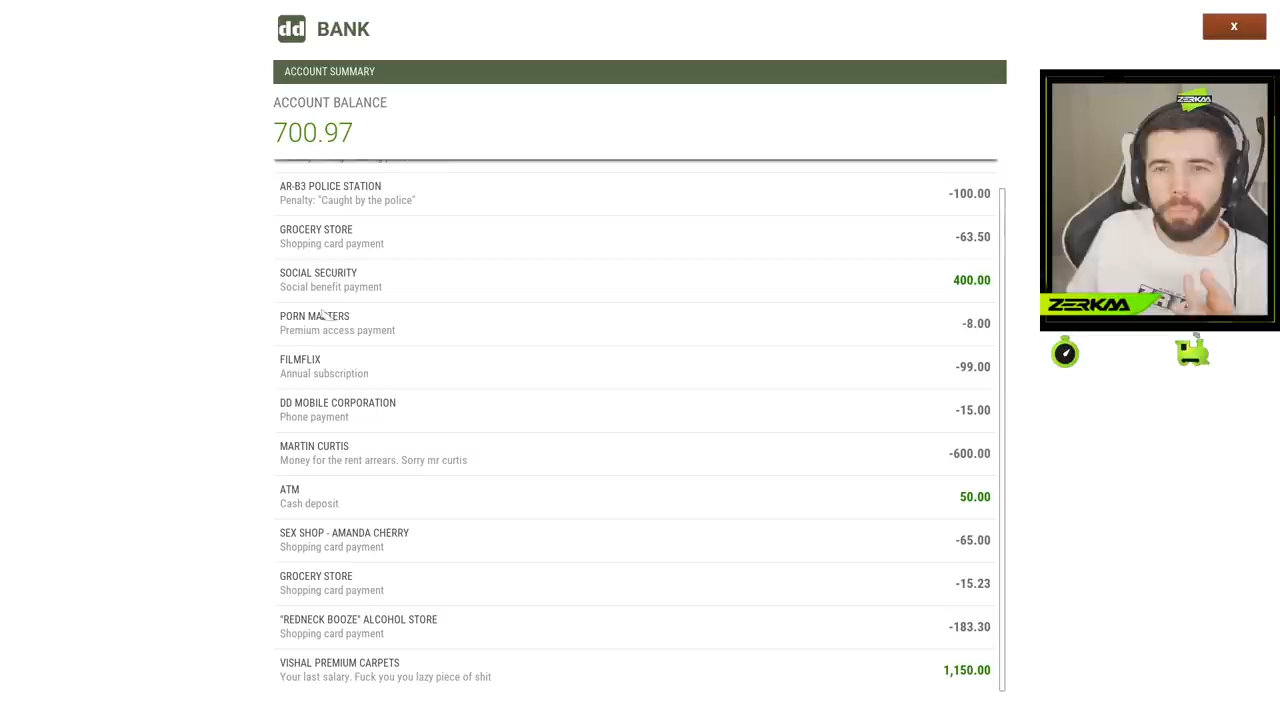 dd BANK
X
ACCOUNT SUMMARY
ACCOUNT BALANCE
700.97
AR-B3 POLICE STATION
-100.00
Penalty: "Caught by the police"
GROCERY STORE
-63.50
Shopping card payment
SOCIAL SECURITY
400.00
Social benefit payment
PORN MASTERS
-8.00
Premium access payment
FILMFLIX
-99.00
Annual subscription
DD MOBILE CORPORATION
-15.00
Phone payment
MARTIN CURTIS
-600.00
Money for the rent arrears. Sorry mr curtis
ATM
50.00
Cash deposit
SEX SHOP - AMANDA CHERRY
-65.00
Shopping card payment
GROCERY STORE
-15.23
Shopping card payment
"REDNECK BOOZE" ALCOHOL STORE
-183.30
Shopping card payment
VISHAL PREMIUM CARPETS
1,150.00
Your last salary. Fuck you you lazy piece of shit
ZERKAA
ZERKAA